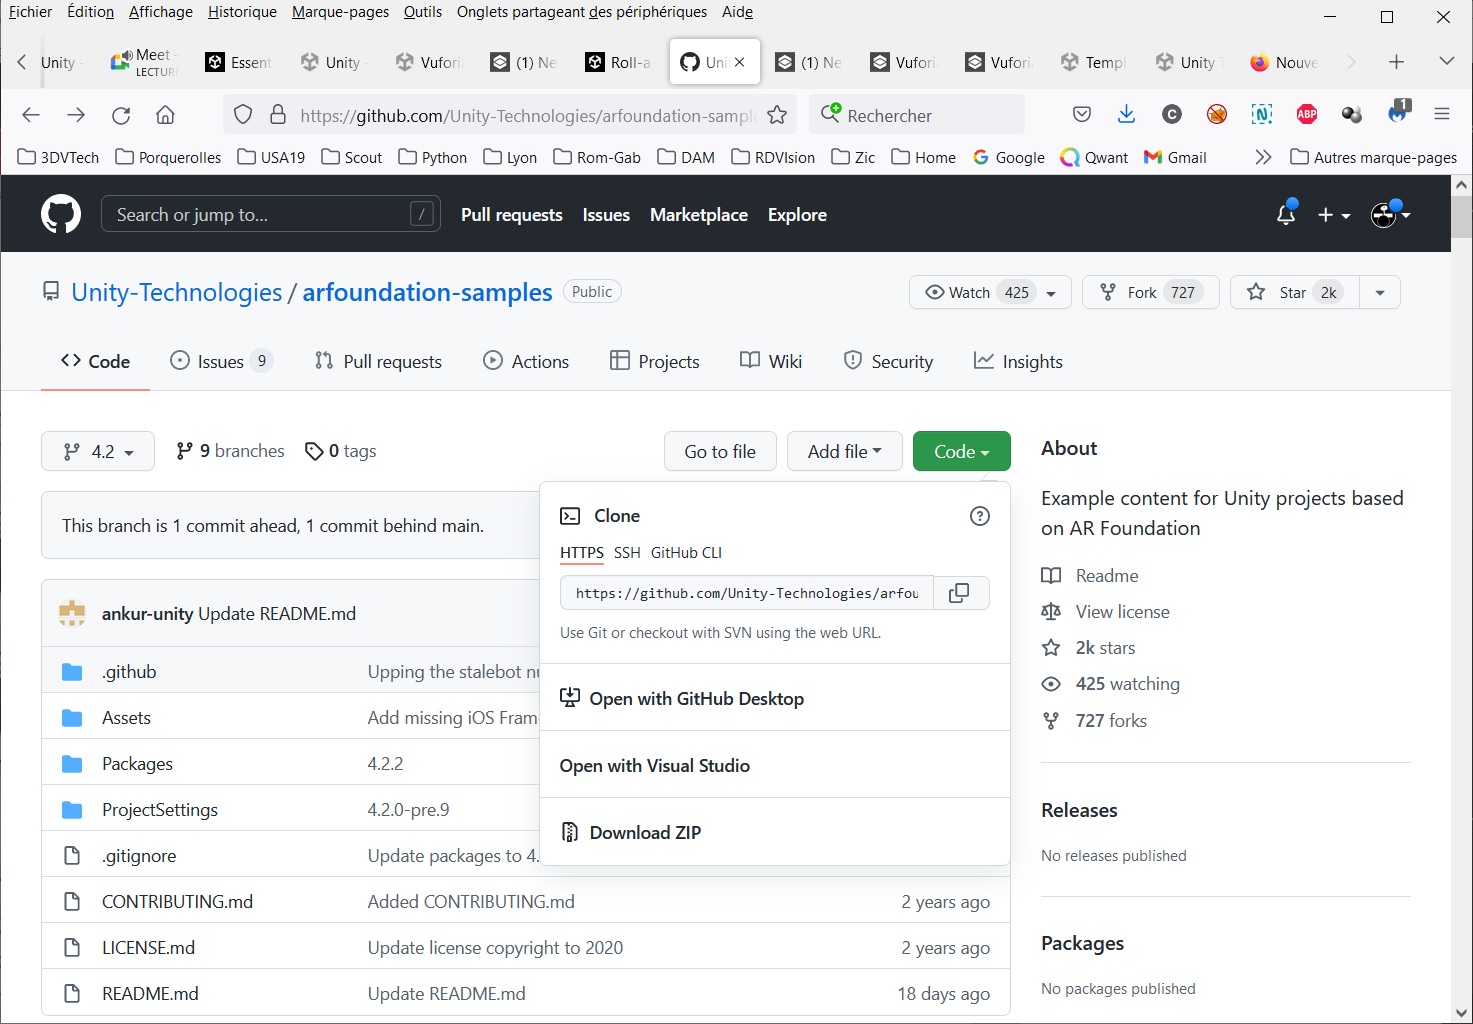 Fichier Édition Affichage Historique Marque-pages Outils Onglets partageant des périphériques Aide
Unity - Meet - Essent Unity - Vufori (1) Ne Roll-a Uni (1) Ne Vufori Vufori Templ Unity T Nouve
LECTURE
https://github.com/Unity-Technologies/arfoundation-sample Rechercher C N ABP 1
3DVTech Porquerolles USA19 Scout Python Lyon Rom-Gab DAM RDVIsion Zic Home Google Qwant Gmail Autres marque-pages
Search or jump to... / Pull requests Issues Marketplace Explore
Unity-Technologies / arfoundation-samples Public Watch 425 Fork 727 Star 2k
Code Issues 9 Pull requests Actions Projects Wiki Security Insights
4.2 9 branches 0 tags Go to file Add file Code
This branch is 1 commit ahead, 1 commit behind main.
ankur-unity Update README.md
.github Upping the stalebot nu
Assets Add missing iOS Fram
Packages 4.2.2
ProjectSettings 4.2.0-pre.9
.gitignore Update packages to 4.
CONTRIBUTING.md Added CONTRIBUTING.md 2 years ago
LICENSE.md Update license copyright to 2020 2 years ago
README.md Update README.md 18 days ago
Clone
HTTPS SSH GitHub CLI
https://github.com/Unity-Technologies/arfou
Use Git or checkout with SVN using the web URL.
Open with GitHub Desktop
Open with Visual Studio
Download ZIP
About
Example content for Unity projects based
on AR Foundation
Readme
View license
2k stars
425 watching
727 forks
Releases
No releases published
Packages
No packages published